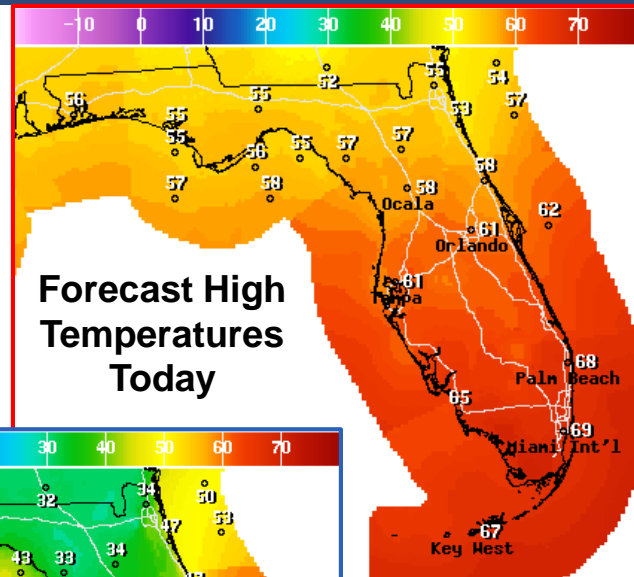 -10 0 10 20 30 40 50 60 70
52 55 54
56 55 55 53 57
55 56 55 57 57 58
57 58 58 62
Ocala
61
Orlando
Forecast High
Temperatures
Today
61
Tampa
68
Palm Beach
65
69
Miami Int'l
67
Key West
30 40 50 60 70
32 34 50
47 53
43 33 34